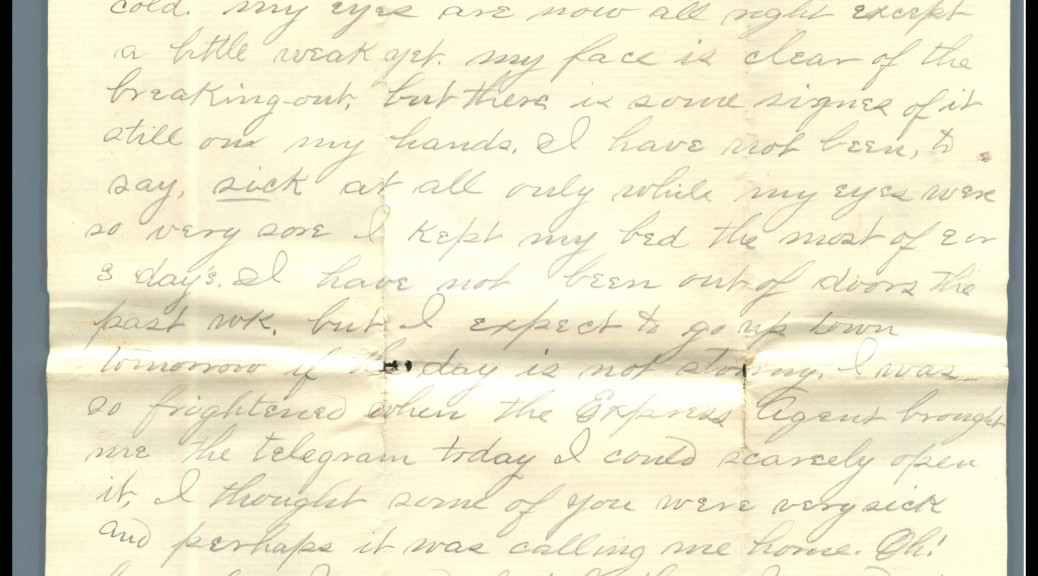 cold. my eyes are now all right except
a little weak yet. my face is clear of the
breaking-out, but there is some signes of it
still on my hands. I have not been, to
say, sick at all only while my eyes were
so very sore I kept my bed the most of 2 or
3 days. I have not been out of doors the
past wk. but I expect to go up town
tomorrow if day is not stormy. I was
so frightened when the Express Agent brought
me the telegram today I could scarcely open
it, I thought some of you were very sick
and perhaps it was calling me home. Oh!